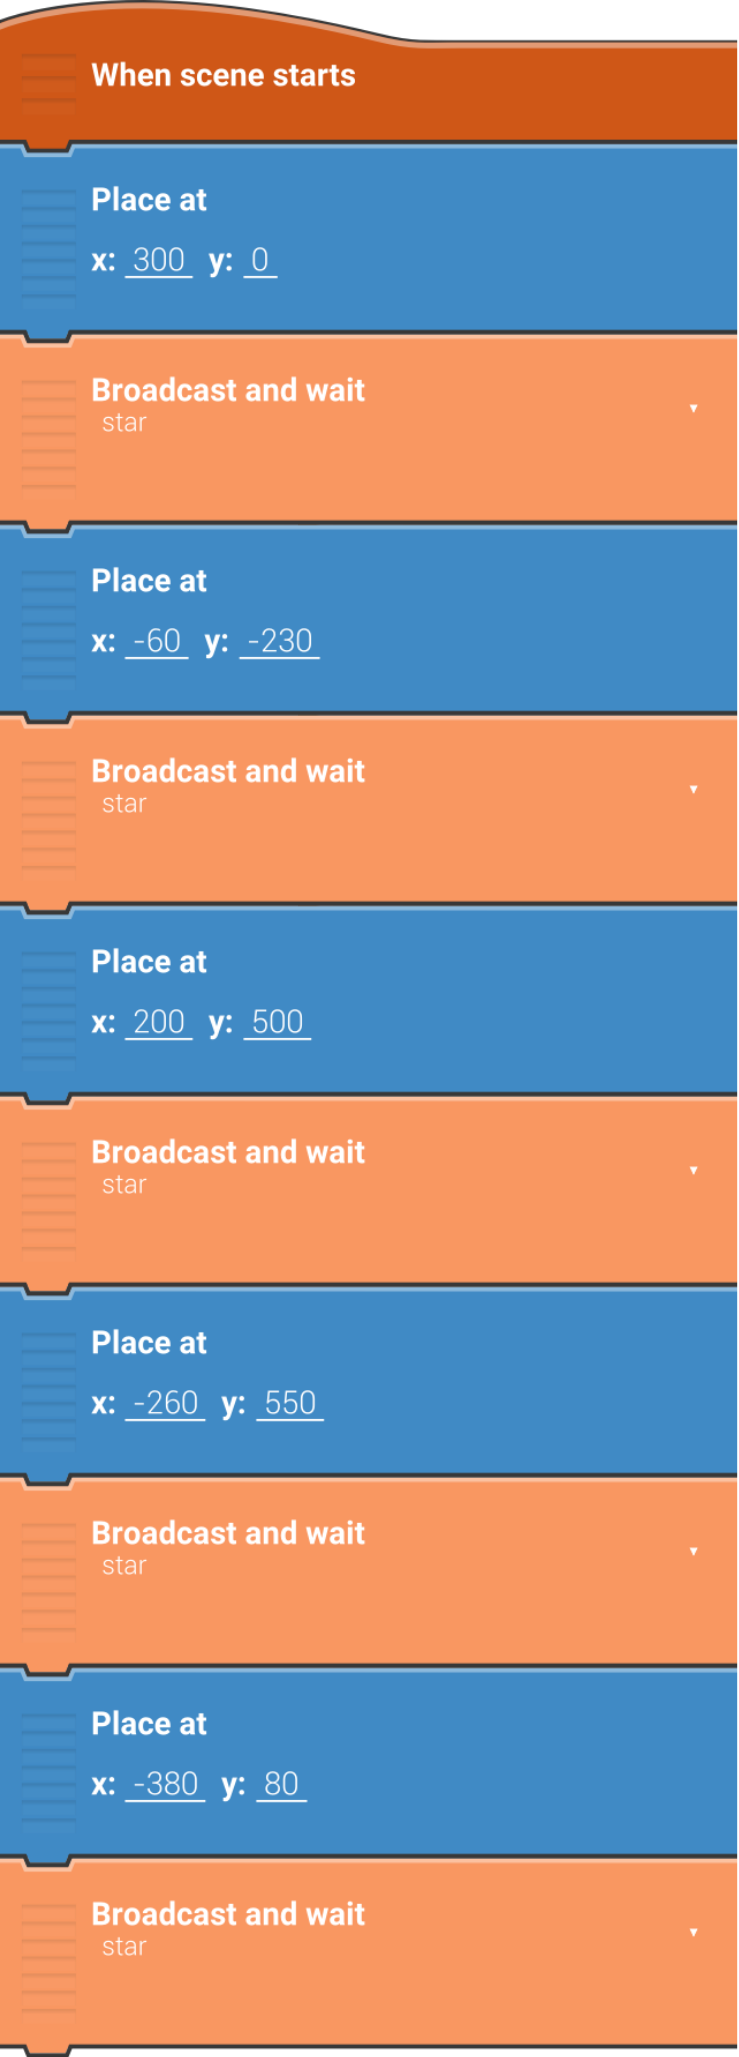 When scene starts
Place at
x: 300 y: 0
Broadcast and wait
star
Place at
x: -60 y: -230
Broadcast and wait
star
Place at
x: 200 y: 500
Broadcast and wait
star
Place at
x: -260 y: 550
Broadcast and wait
star
Place at
x: -380 y: 80
Broadcast and wait
star